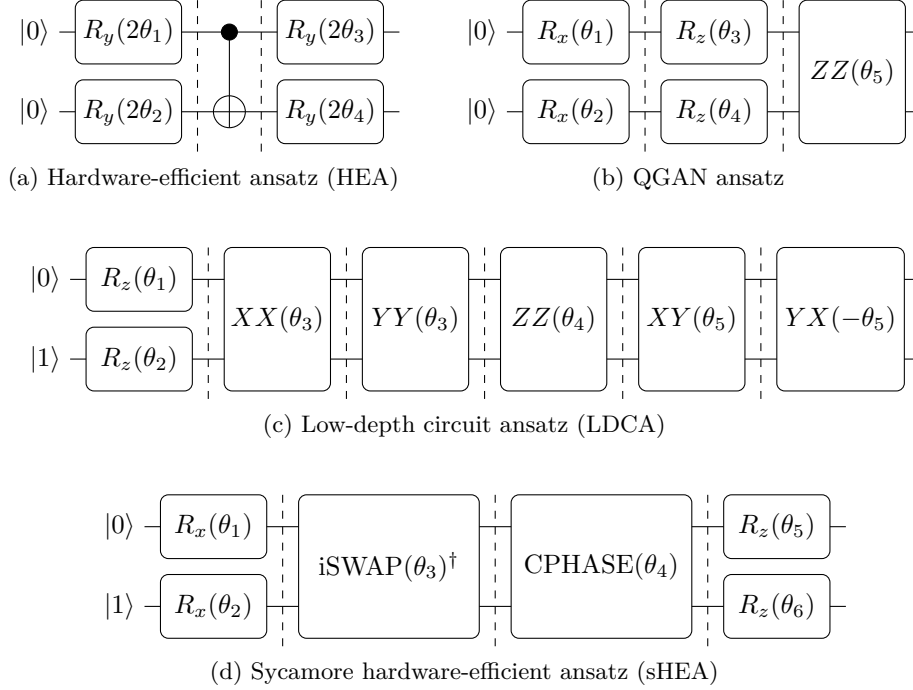 |0⟩ R_y(2θ_1) R_y(2θ_3) |0⟩ R_x(θ_1) R_z(θ_3)
ZZ(θ_5)
|0⟩ R_y(2θ_2) R_y(2θ_4) |0⟩ R_x(θ_2) R_z(θ_4)
(a) Hardware-efficient ansatz (HEA)
(b) QGAN ansatz
|0⟩ R_z(θ_1)
XX(θ_3) YY(θ_3) ZZ(θ_4) XY(θ_5) YX(−θ_5)
|1⟩ R_z(θ_2)
(c) Low-depth circuit ansatz (LDCA)
|0⟩ R_x(θ_1) R_z(θ_5)
iSWAP(θ_3)† CPHASE(θ_4)
|1⟩ R_x(θ_2) R_z(θ_6)
(d) Sycamore hardware-efficient ansatz (sHEA)